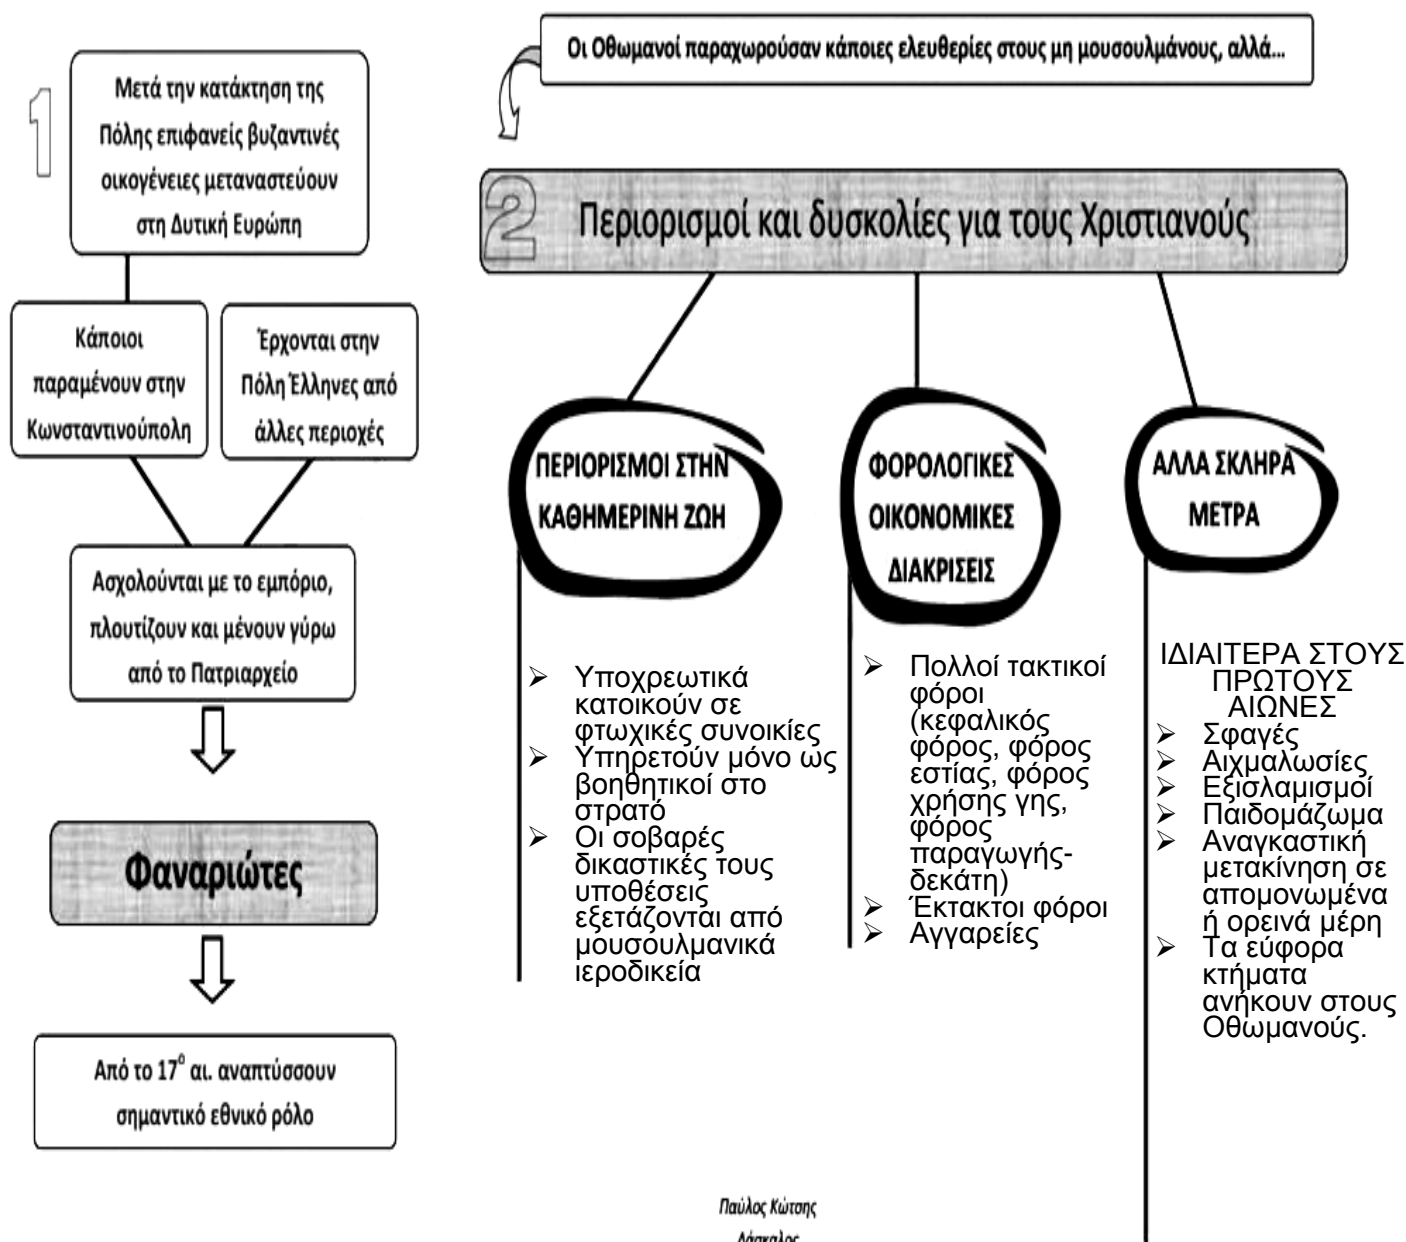 1
Μετά την κατάκτηση της
Πόλης επιφανείς βυζαντινές
οικογένειες μεταναστεύουν
στη Δυτική Ευρώπη
Κάποιοι
παραμένουν στην
Κωνσταντινούπολη
Έρχονται στην
Πόλη Έλληνες από
άλλες περιοχές
Ασχολούνται με το εμπόριο,
πλουτίζουν και μένουν γύρω
από το Πατριαρχείο
Φαναριώτες
Από το 17ο αι. αναπτύσσουν
σημαντικό εθνικό ρόλο
Οι Οθωμανοί παραχωρούσαν κάποιες ελευθερίες στους μη μουσουλμάνους, αλλά...
2 Περιορισμοί και δυσκολίες για τους Χριστιανούς
ΠΕΡΙΟΡΙΣΜΟΙ ΣΤΗΝ
ΚΑΘΗΜΕΡΙΝΗ ΖΩΗ
➢ Υποχρεωτικά
κατοικούν σε
φτωχικές συνοικίες
➢ Υπηρετούν μόνο ως
βοηθητικοί στο
στρατό
➢ Οι σοβαρές
δικαστικές τους
υποθέσεις
εξετάζονται από
μουσουλμανικά
ιεροδικεία
ΦΟΡΟΛΟΓΙΚΕΣ
ΟΙΚΟΝΟΜΙΚΕΣ
ΔΙΑΚΡΙΣΕΙΣ
➢ Πολλοί τακτικοί
φόροι
(κεφαλικός
φόρος, φόρος
εστίας, φόρος
χρήσης γης,
φόρος
παραγωγής-
δεκάτη)
➢ Έκτακτοι φόροι
➢ Αγγαρείες
ΑΛΛΑ ΣΚΛΗΡΑ
ΜΕΤΡΑ
ΙΔΙΑΙΤΕΡΑ ΣΤΟΥΣ
ΠΡΩΤΟΥΣ
ΑΙΩΝΕΣ
➢ Σφαγές
➢ Αιχμαλωσίες
➢ Εξισλαμισμοί
➢ Παιδομάζωμα
➢ Αναγκαστική
μετακίνηση σε
απομονωμένα
ή ορεινά μέρη
➢ Τα εύφορα
κτήματα
ανήκουν στους
Οθωμανούς.
Παύλος Κώτσης
Δάσκαλος